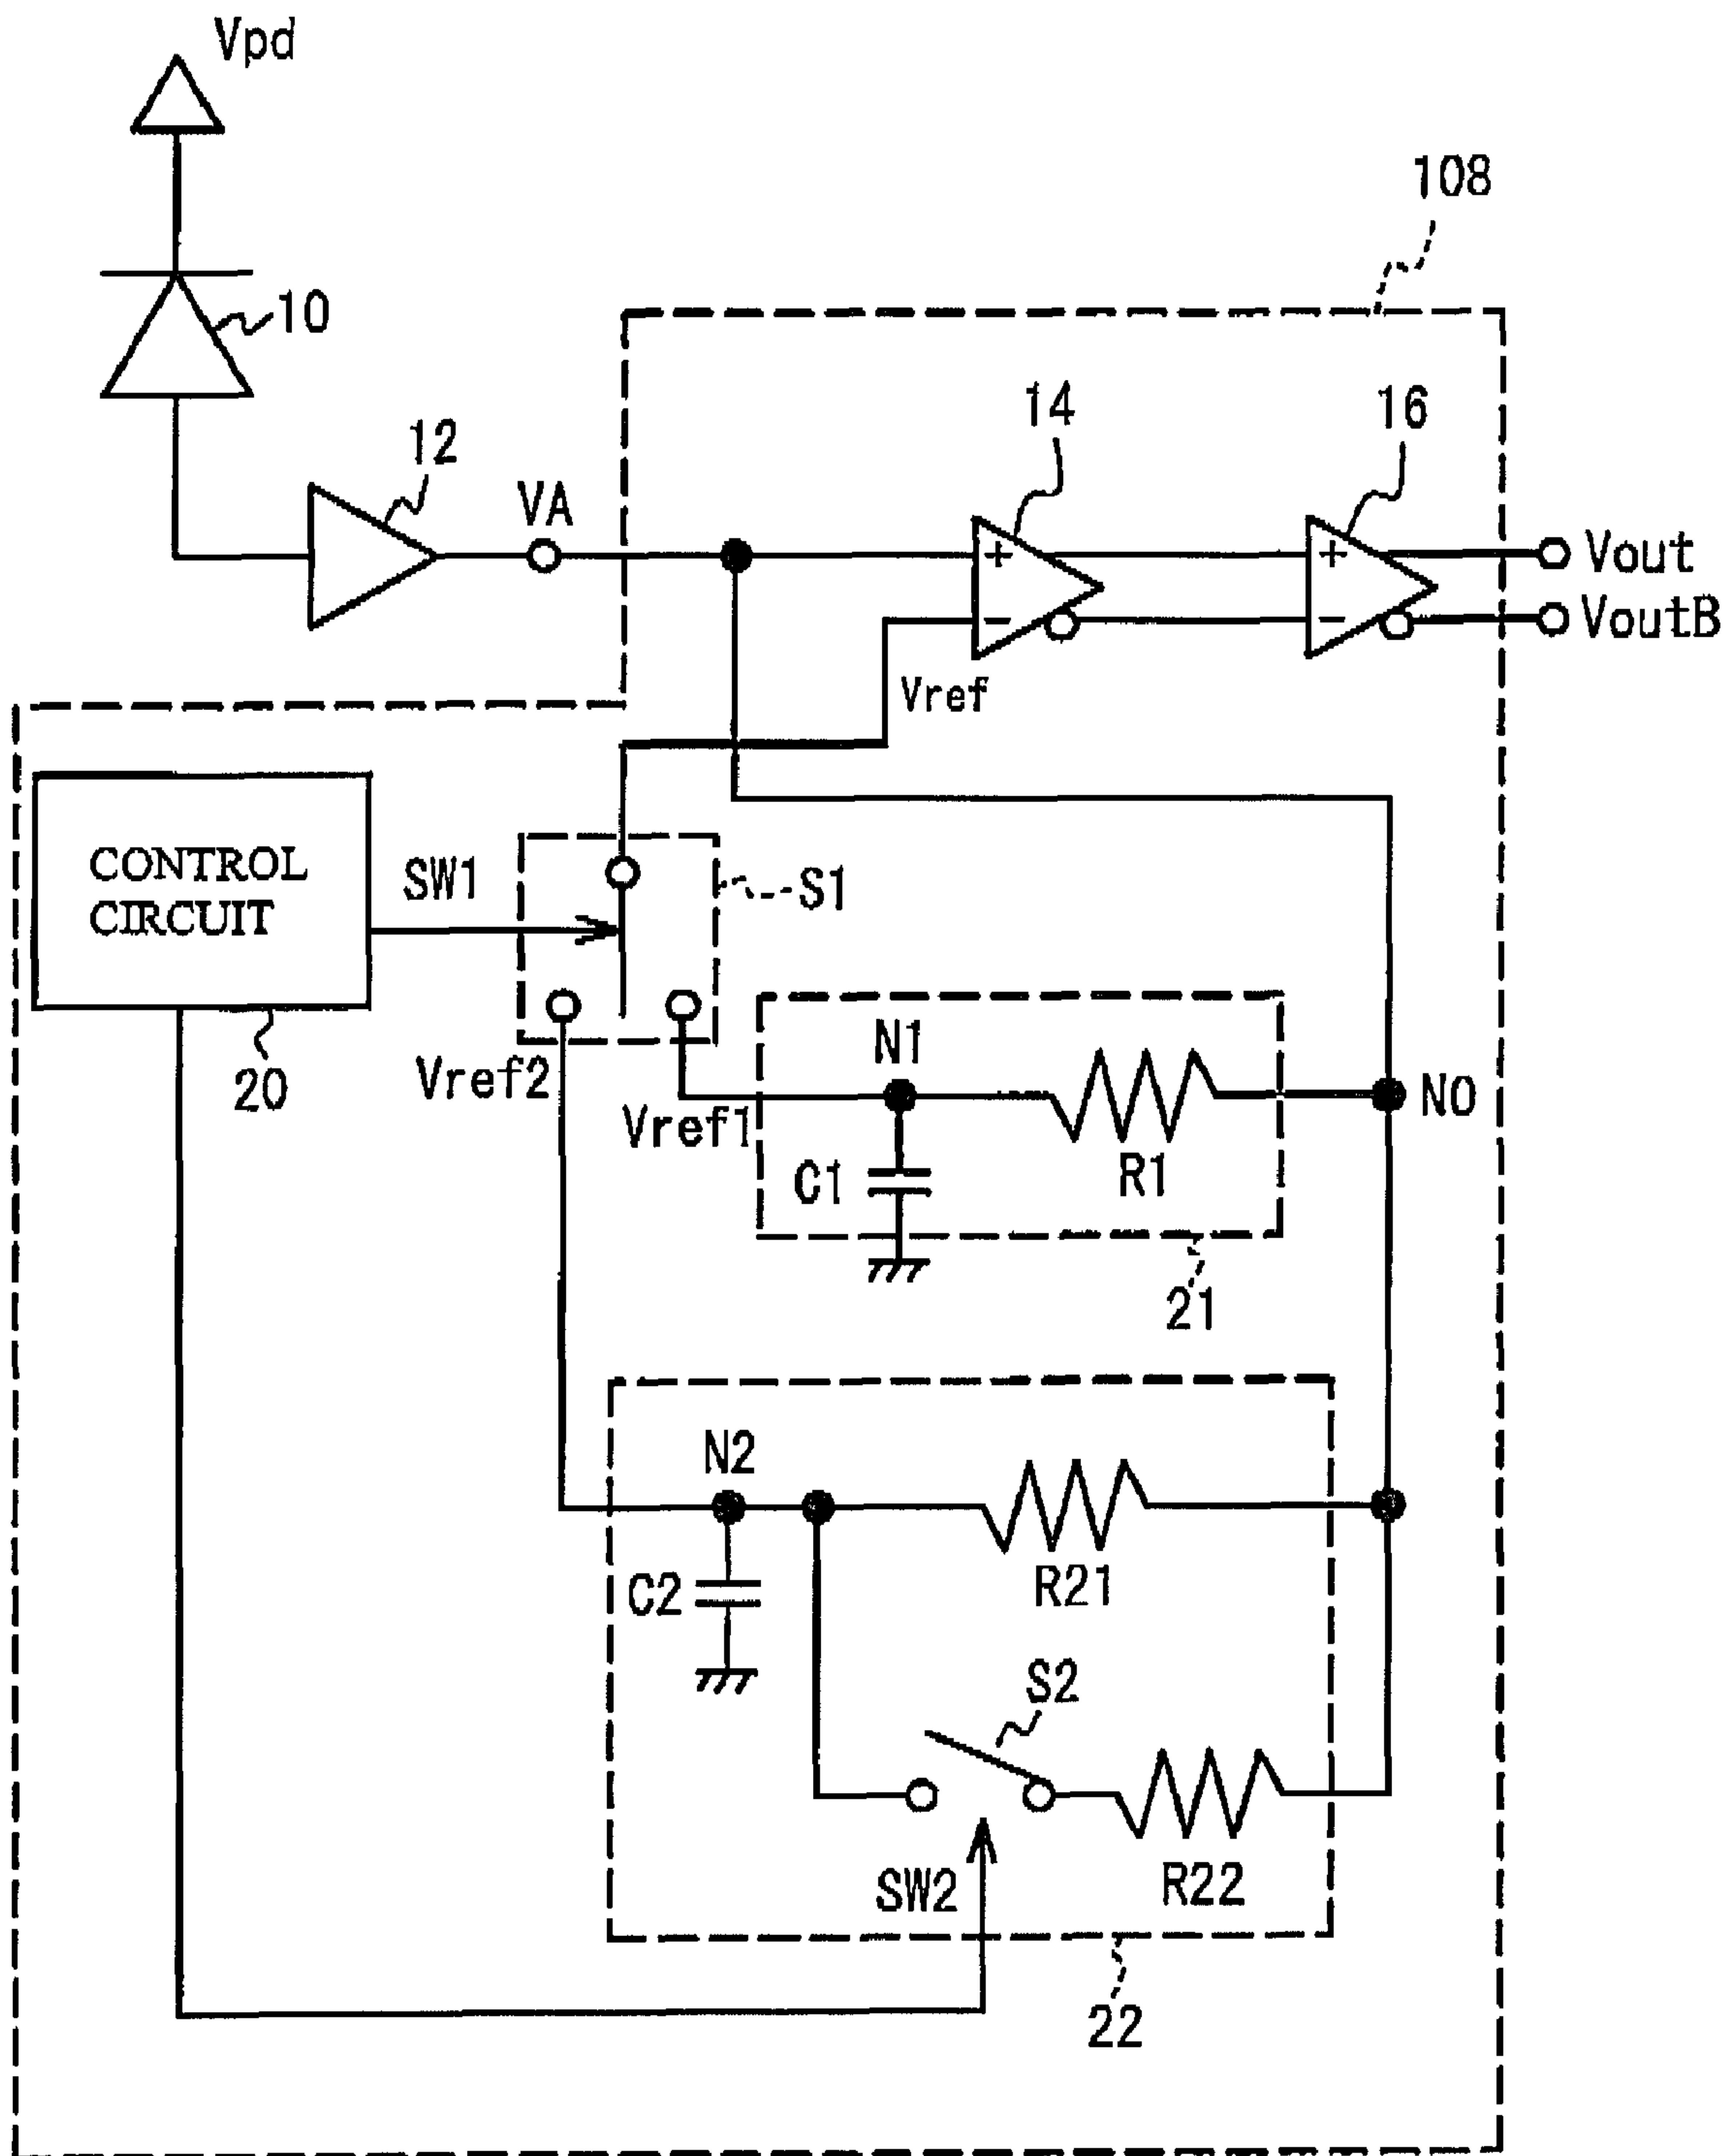 Vpd
108
10
14
16
12
VA
+
+
Vout
-
-
VoutB
Vref
CONTROL
CIRCUIT
SW1
S1
20
Vref2
N1
N0
Vref1
C1
R1
21
N2
C2
R21
S2
SW2
R22
22